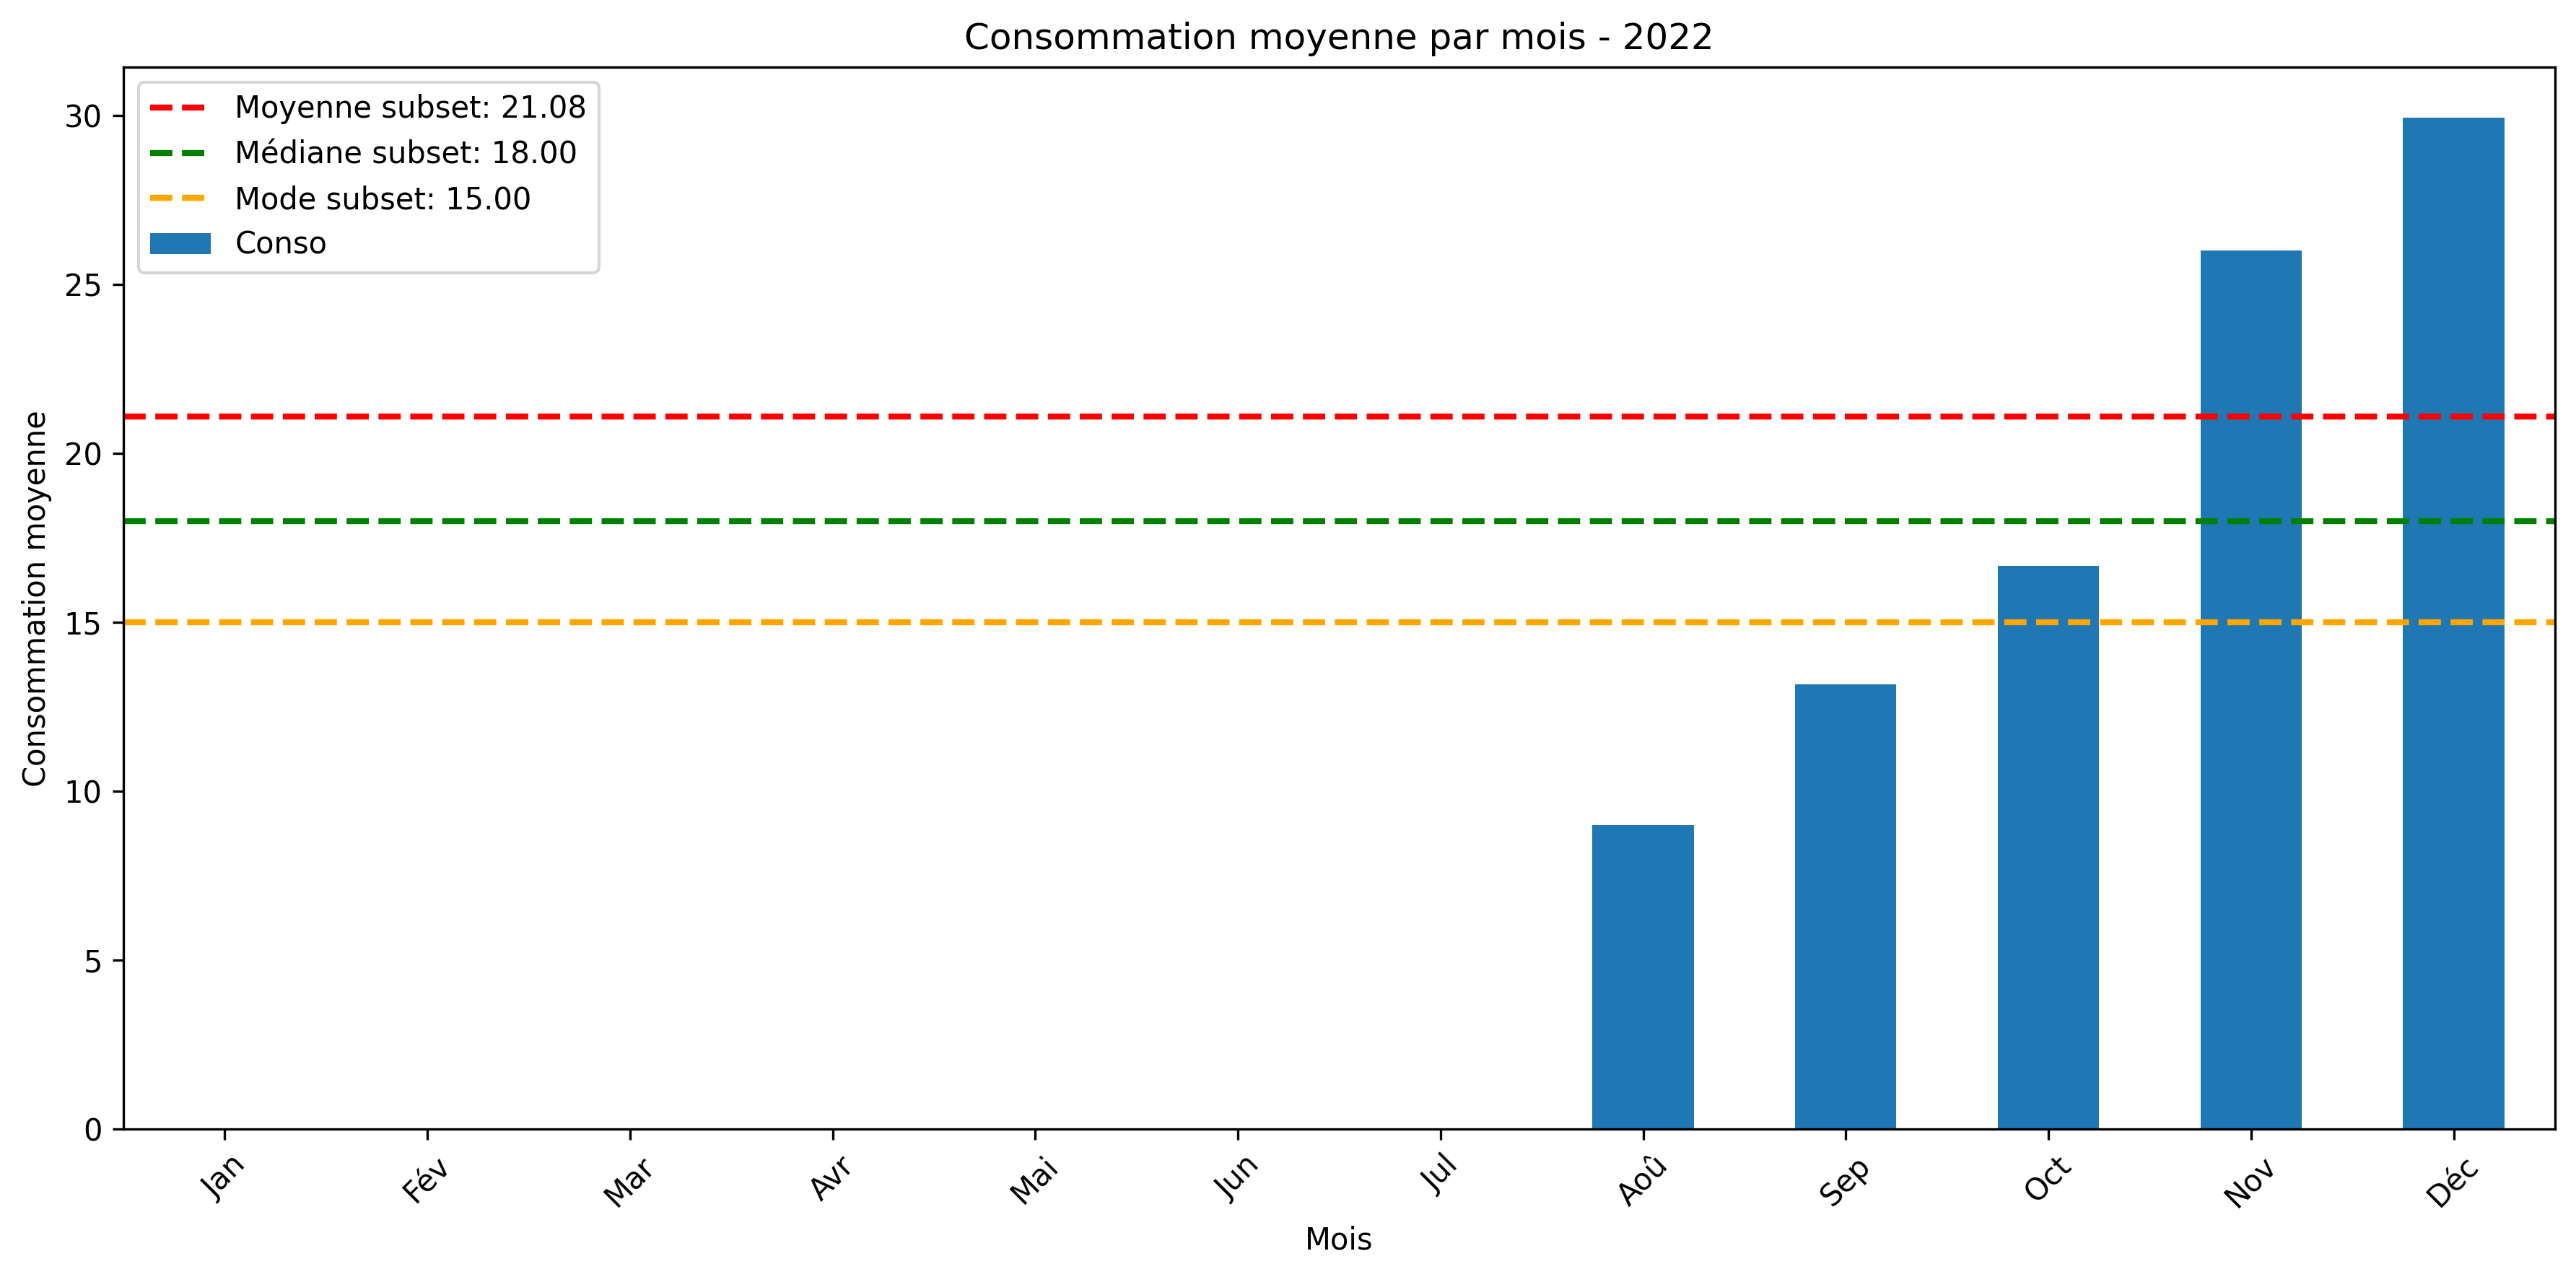 Consommation moyenne par mois - 2022
Moyenne subset: 21.08
Médiane subset: 18.00
Mode subset: 15.00
Conso
Consommation moyenne
30
25
20
15
10
5
0
Jan
Fév
Mar
Avr
Mai
Jun
Jul
Aoû
Sep
Oct
Nov
Déc
Mois